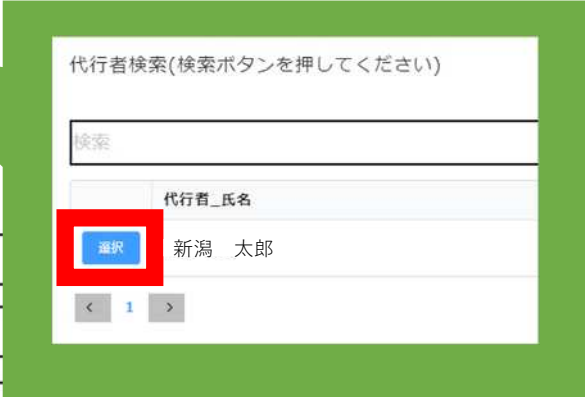 代行者検索(検索ボタンを押してください)
検索
代行者_氏名
選択 新潟 太郎
< 1 >